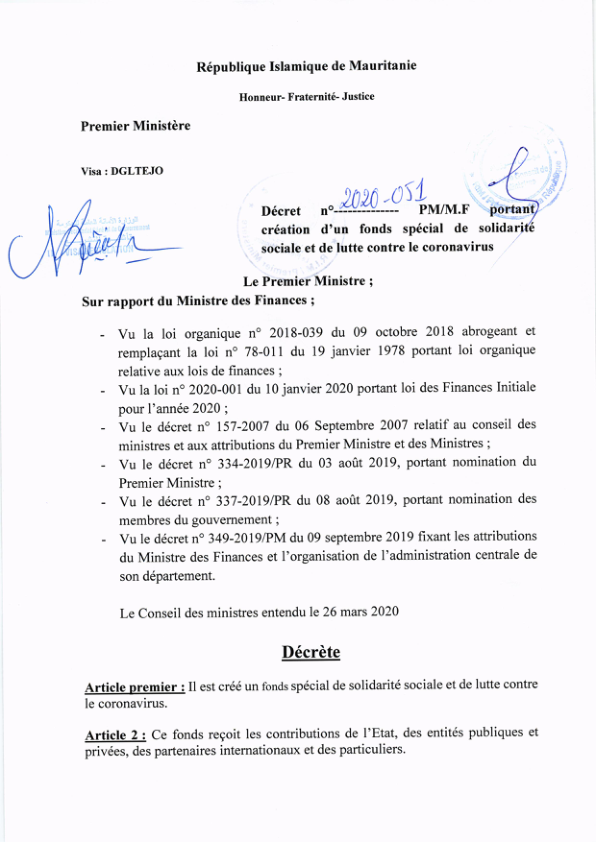 République Islamique de Mauritanie
Honneur- Fraternité- Justice
Premier Ministère
Visa : DGLTEJO
Décret n°2020-051 PM/M.F portant
création d'un fonds spécial de solidarité
sociale et de lutte contre le coronavirus
Le Premier Ministre ;
Sur rapport du Ministre des Finances ;
- Vu la loi organique n° 2018-039 du 09 octobre 2018 abrogeant et
remplaçant la loi n° 78-011 du 19 janvier 1978 portant loi organique
relative aux lois de finances ;
- Vu la loi n° 2020-001 du 10 janvier 2020 portant loi des Finances Initiale
pour l'année 2020 ;
- Vu le décret n° 157-2007 du 06 Septembre 2007 relatif au conseil des
ministres et aux attributions du Premier Ministre et des Ministres ;
- Vu le décret n° 334-2019/PR du 03 août 2019, portant nomination du
Premier Ministre ;
- Vu le décret n° 337-2019/PR du 08 août 2019, portant nomination des
membres du gouvernement ;
- Vu le décret n° 349-2019/PM du 09 septembre 2019 fixant les attributions
du Ministre des Finances et l'organisation de l'administration centrale de
son département.
Le Conseil des ministres entendu le 26 mars 2020
Décrète
Article premier : Il est créé un fonds spécial de solidarité sociale et de lutte contre
le coronavirus.
Article 2 : Ce fonds reçoit les contributions de l'Etat, des entités publiques et
privées, des partenaires internationaux et des particuliers.